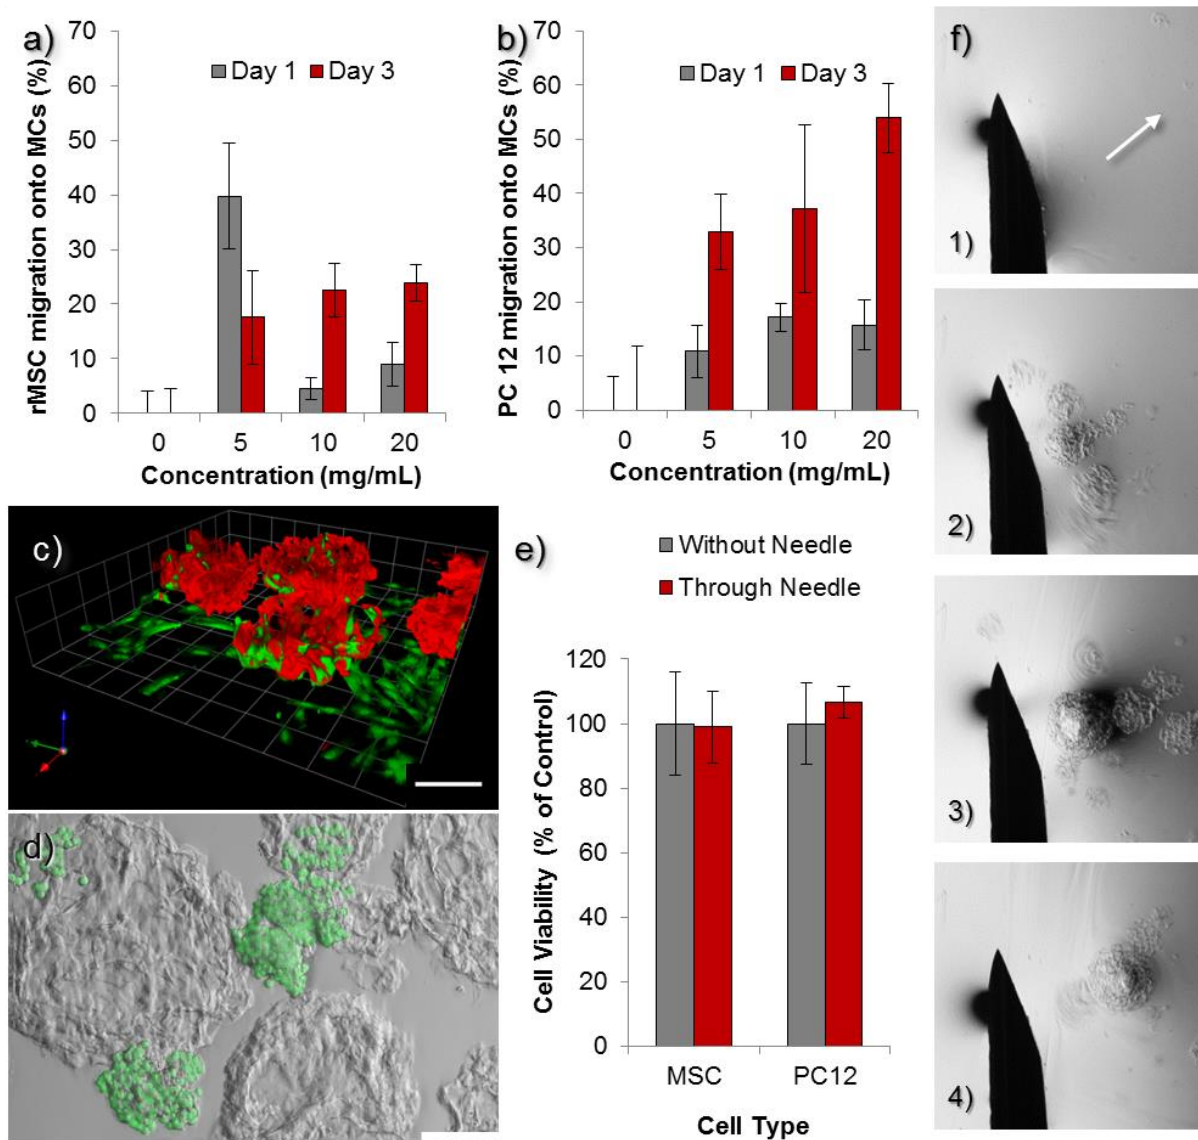 a)
rMSC migration onto MCs (%)
70
60
50
40
30
20
10
0
Day 1 Day 3
0 5 10 20
Concentration (mg/mL)
b)
PC 12 migration onto MCs (%)
70
60
50
40
30
20
10
0
Day 1 Day 3
0 5 10 20
Concentration (mg/mL)
c)
d)
e)
Without Needle
Through Needle
Cell Viability (% of Control)
120
100
80
60
40
20
0
MSC PC12
Cell Type
f)
1)
2)
3)
4)